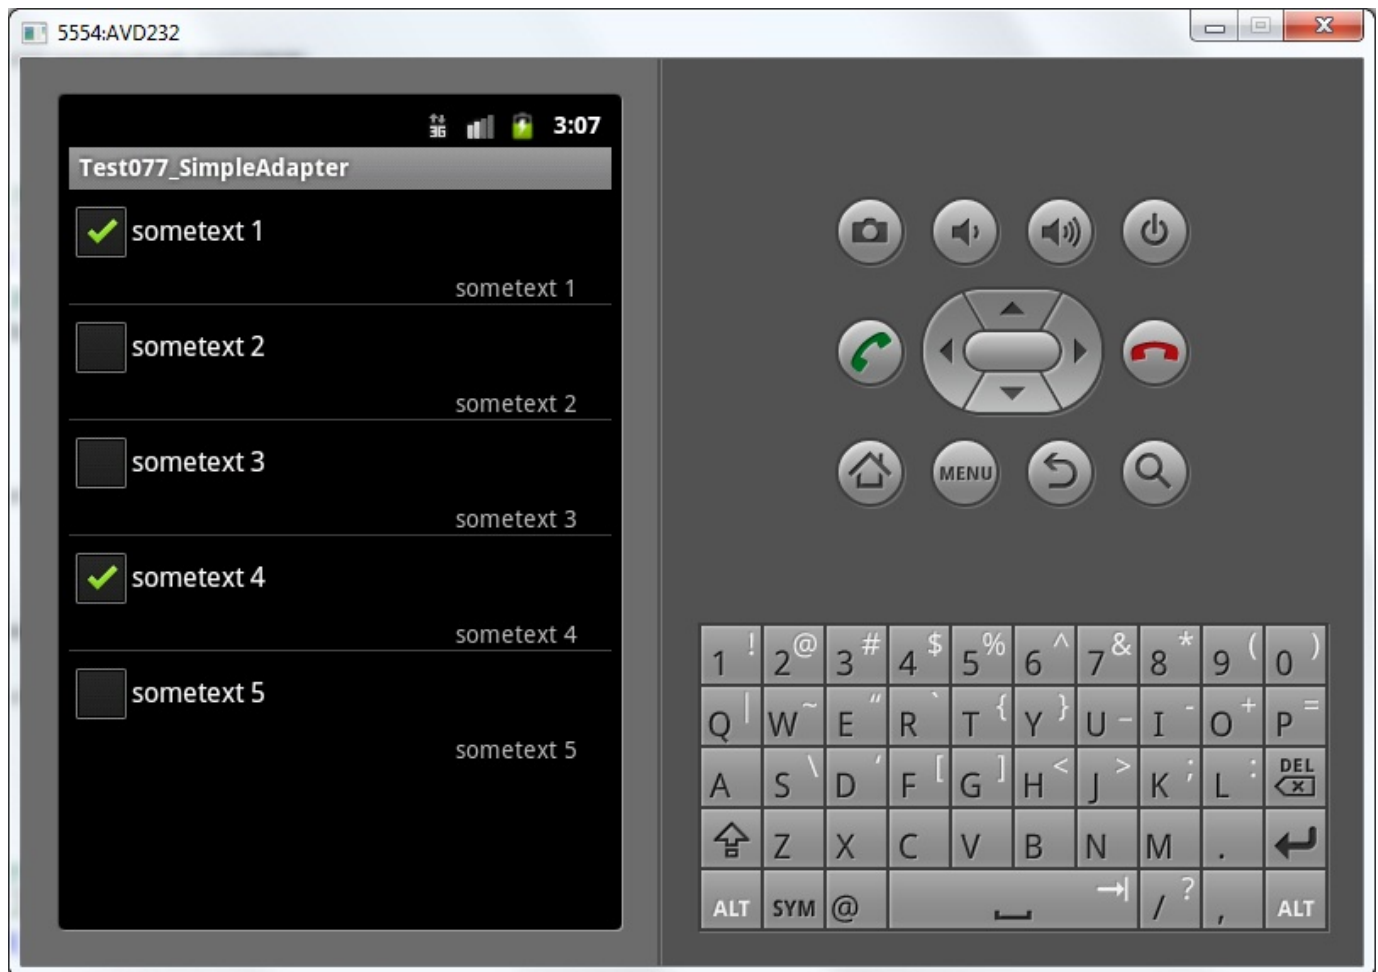 5554:AVD232
3G 3:07
Test077_SimpleAdapter
sometext 1
sometext 1
sometext 2
sometext 2
sometext 3
sometext 3
sometext 4
sometext 4
sometext 5
sometext 5
MENU
1 ! 2 @ 3 # 4 $ 5 % 6 ^ 7 & 8 * 9 ( 0 )
Q | W ~ E " R ` T { Y } U _ I - O + P =
A S \ D ' F [ G ] H < J > K ; L : DEL
Z X C V B N M .
ALT SYM @ / ? , ALT